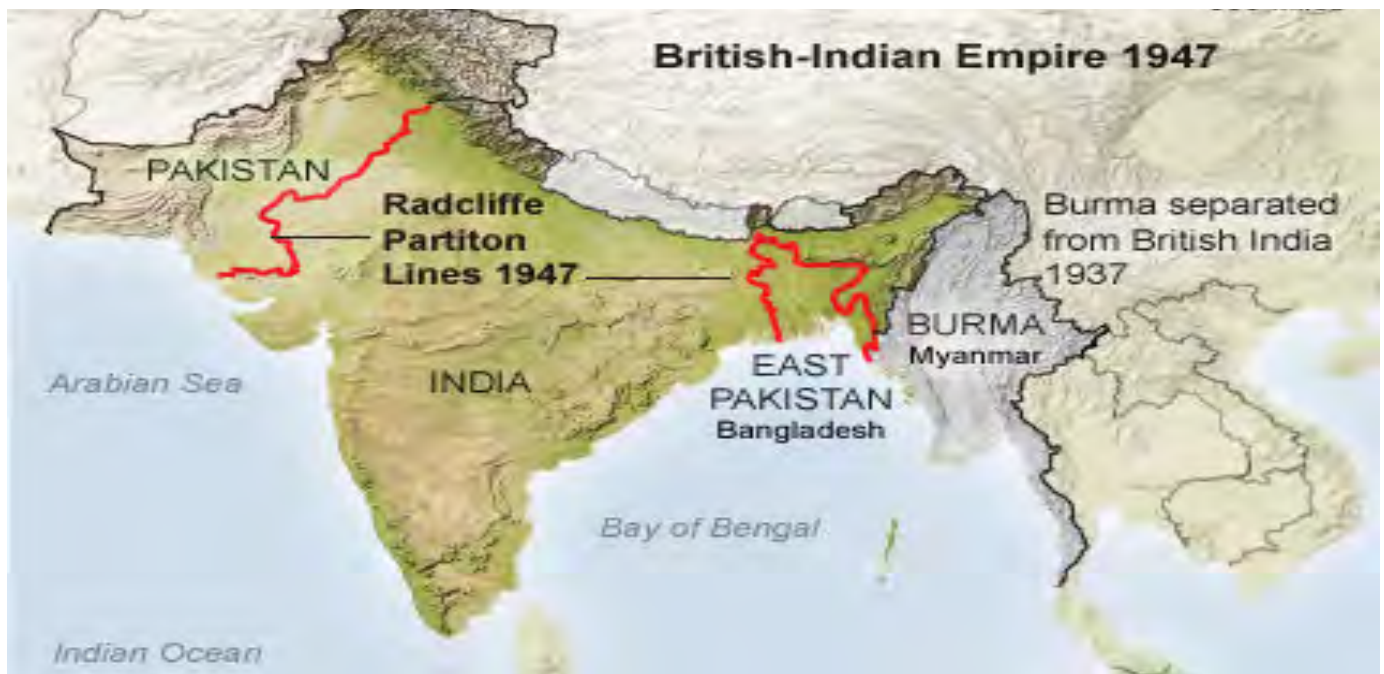 British-Indian Empire 1947
PAKISTAN
Radcliffe
Partiton
Lines 1947
Burma separated
from British India
1937
BURMA
Myanmar
EAST
PAKISTAN
Bangladesh
INDIA
Arabian Sea
Bay of Bengal
Indian Ocean